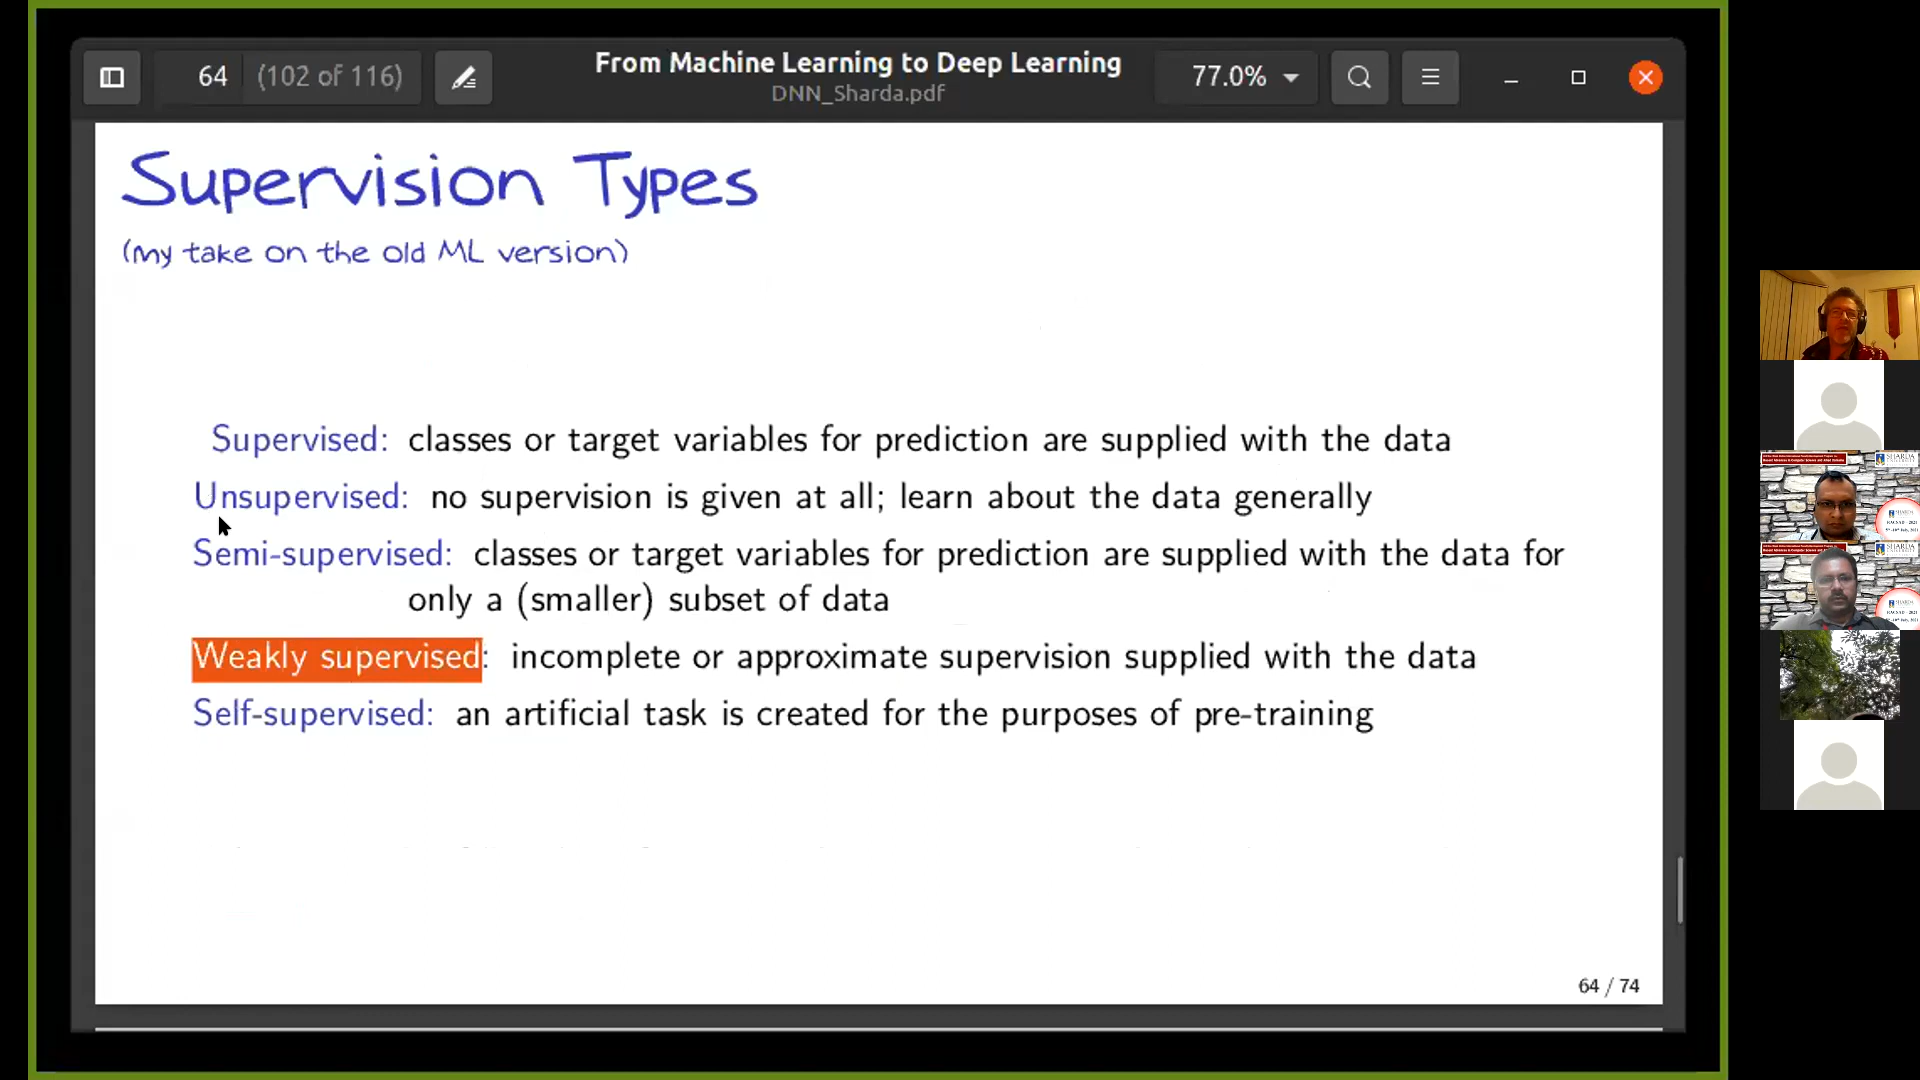 64 (102 of 116)
From Machine Learning to Deep Learning
DNN_Sharda.pdf
77.0%
Supervision Types
(my take on the old ML version)
Supervised: classes or target variables for prediction are supplied with the data
Unsupervised: no supervision is given at all; learn about the data generally
Semi-supervised: classes or target variables for prediction are supplied with the data for
only a (smaller) subset of data
Weakly supervised: incomplete or approximate supervision supplied with the data
Self-supervised: an artificial task is created for the purposes of pre-training
64 / 74
SHARDA